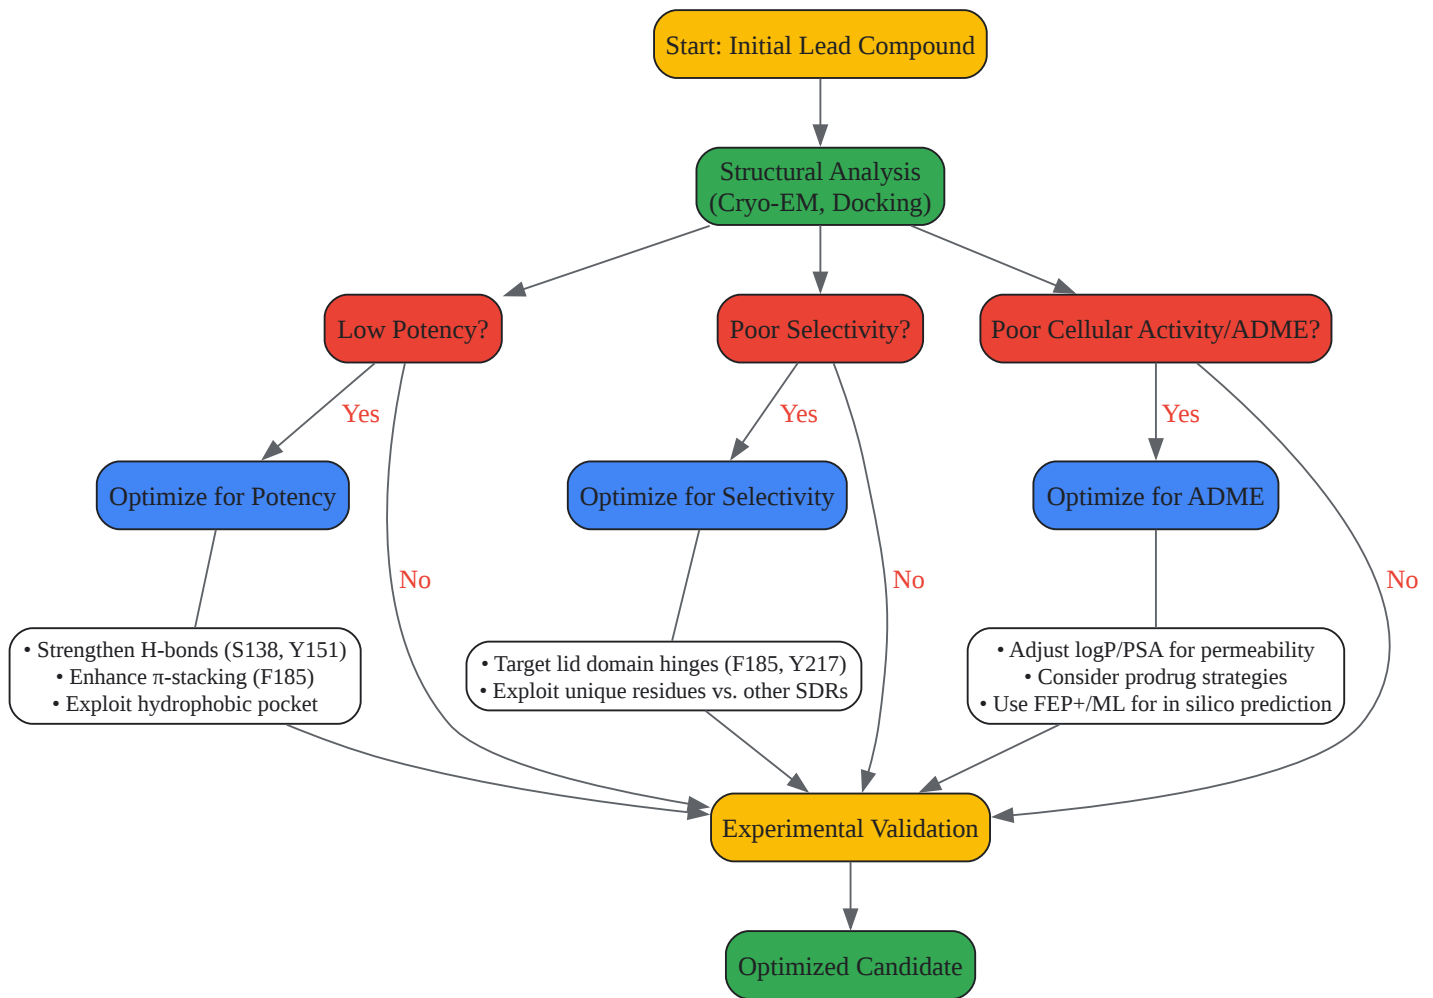 Start: Initial Lead Compound
Structural Analysis
(Cryo-EM, Docking)
Low Potency?
Poor Selectivity?
Poor Cellular Activity/ADME?
Yes
Yes
Yes
Optimize for Potency
Optimize for Selectivity
Optimize for ADME
No
No
No
• Strengthen H-bonds (S138, Y151)
• Enhance π-stacking (F185)
• Exploit hydrophobic pocket
• Target lid domain hinges (F185, Y217)
• Exploit unique residues vs. other SDRs
• Adjust logP/PSA for permeability
• Consider prodrug strategies
• Use FEP+/ML for in silico prediction
Experimental Validation
Optimized Candidate